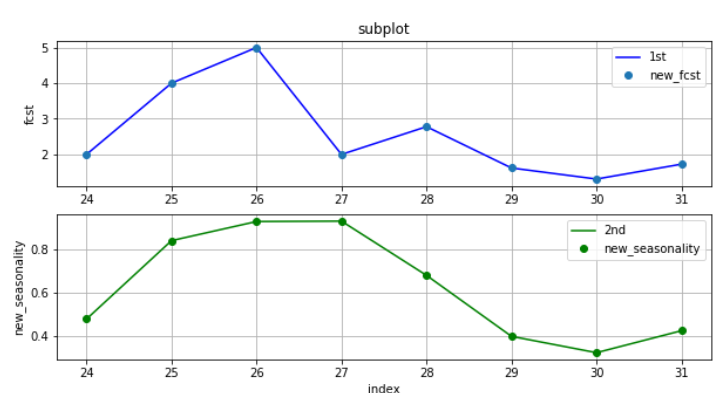 subplot
5
4
3
2
fcst
1st
new_fcst
24 25 26 27 28 29 30 31
0.8
0.6
0.4
new_seasonality
2nd
new_seasonality
24 25 26 27 28 29 30 31
index